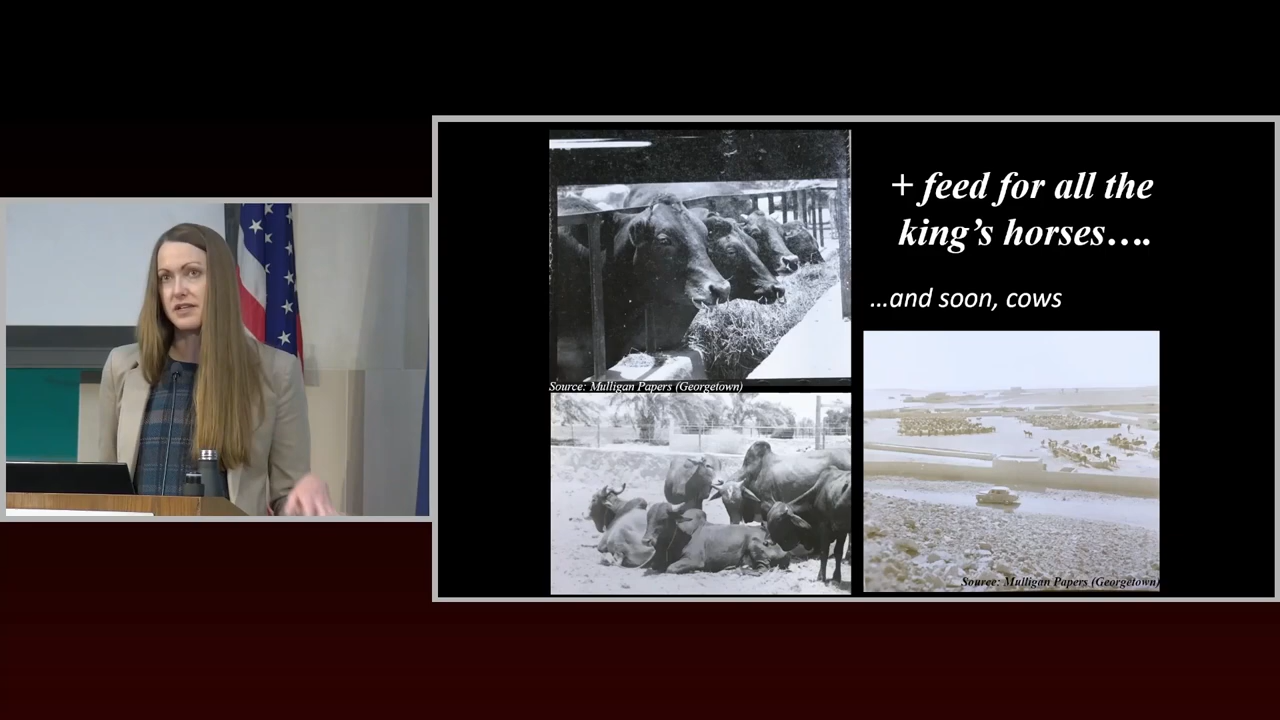 + feed for all the
king's horses….
…and soon, cows
Source: Mulligan Papers (Georgetown)
Source: Mulligan Papers (Georgetown)